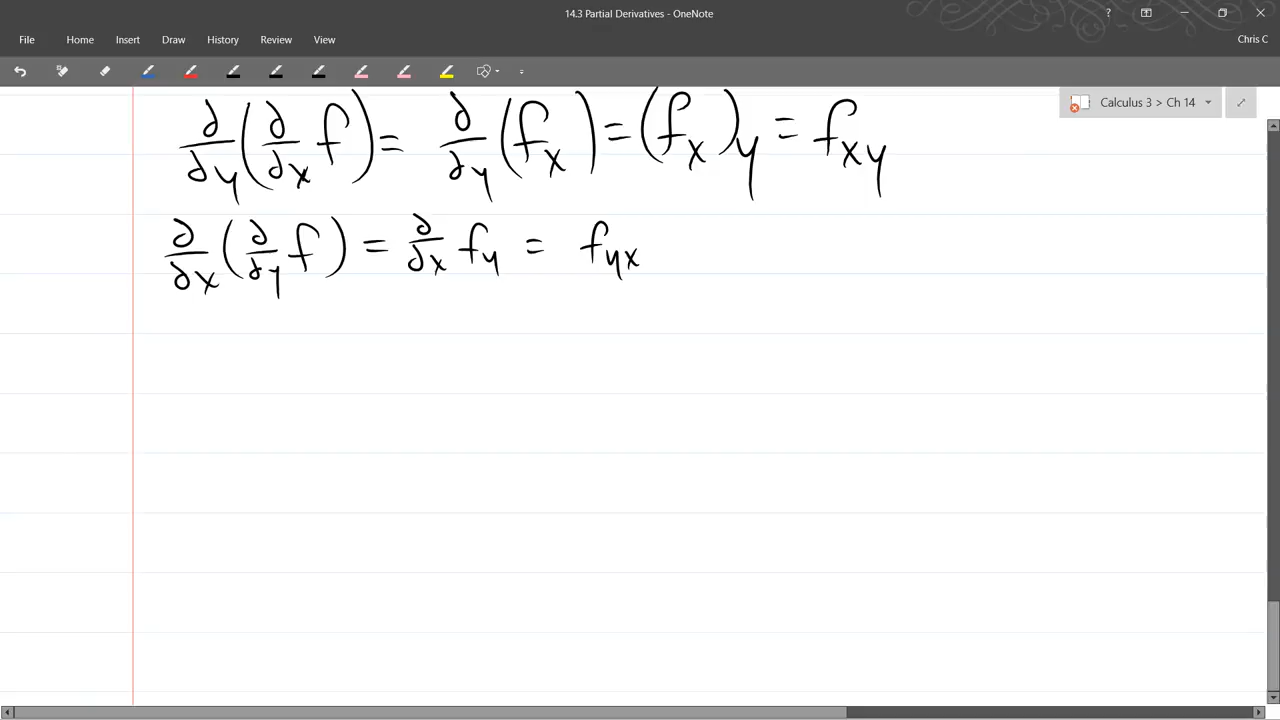 14.3 Partial Derivatives - OneNote
?
Chris C
File Home Insert Draw History Review View
Calculus 3 > Ch 14
∂/∂y (∂/∂x f) = ∂/∂y (f_x) = (f_x)_y = f_xy
∂/∂x (∂/∂y f) = ∂/∂x f_y = f_yx